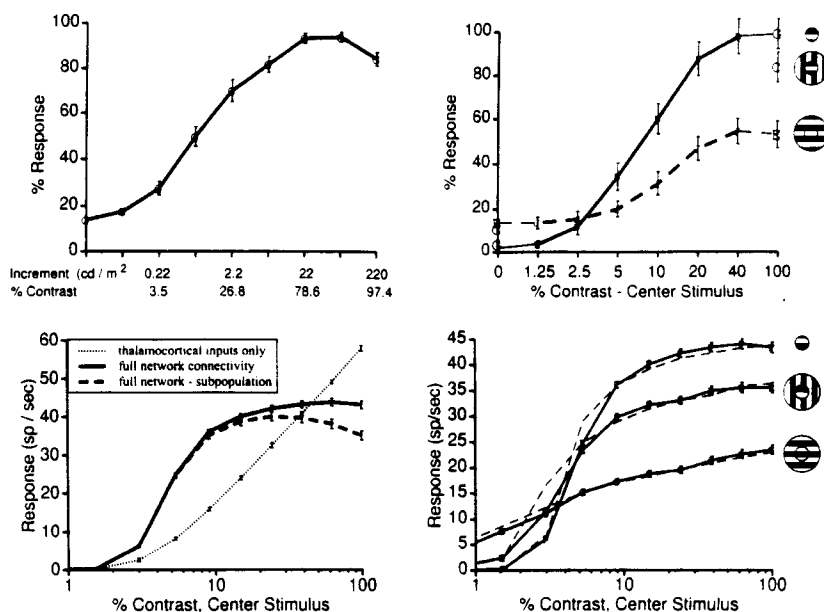 100
80
60
40
20
0
% Response
Increment (cd / m 2 0.22 2.2 22 220
% Contrast 3.5 26.8 78.6 97.4
100
80
60
40
20
0
% Response
0 1.25 2.5 5 10 20 40 100
% Contrast - Center Stimulus
60
50
40
30
20
10
0
Response (sp / sec)
thalamocortical inputs only
full network connectivity
full network - subpopulation
1 10 100
% Contrast, Center Stimulus
45
40
35
30
25
20
15
10
5
0
Response (sp/sec)
1 10 100
% Contrast, Center Stimulus